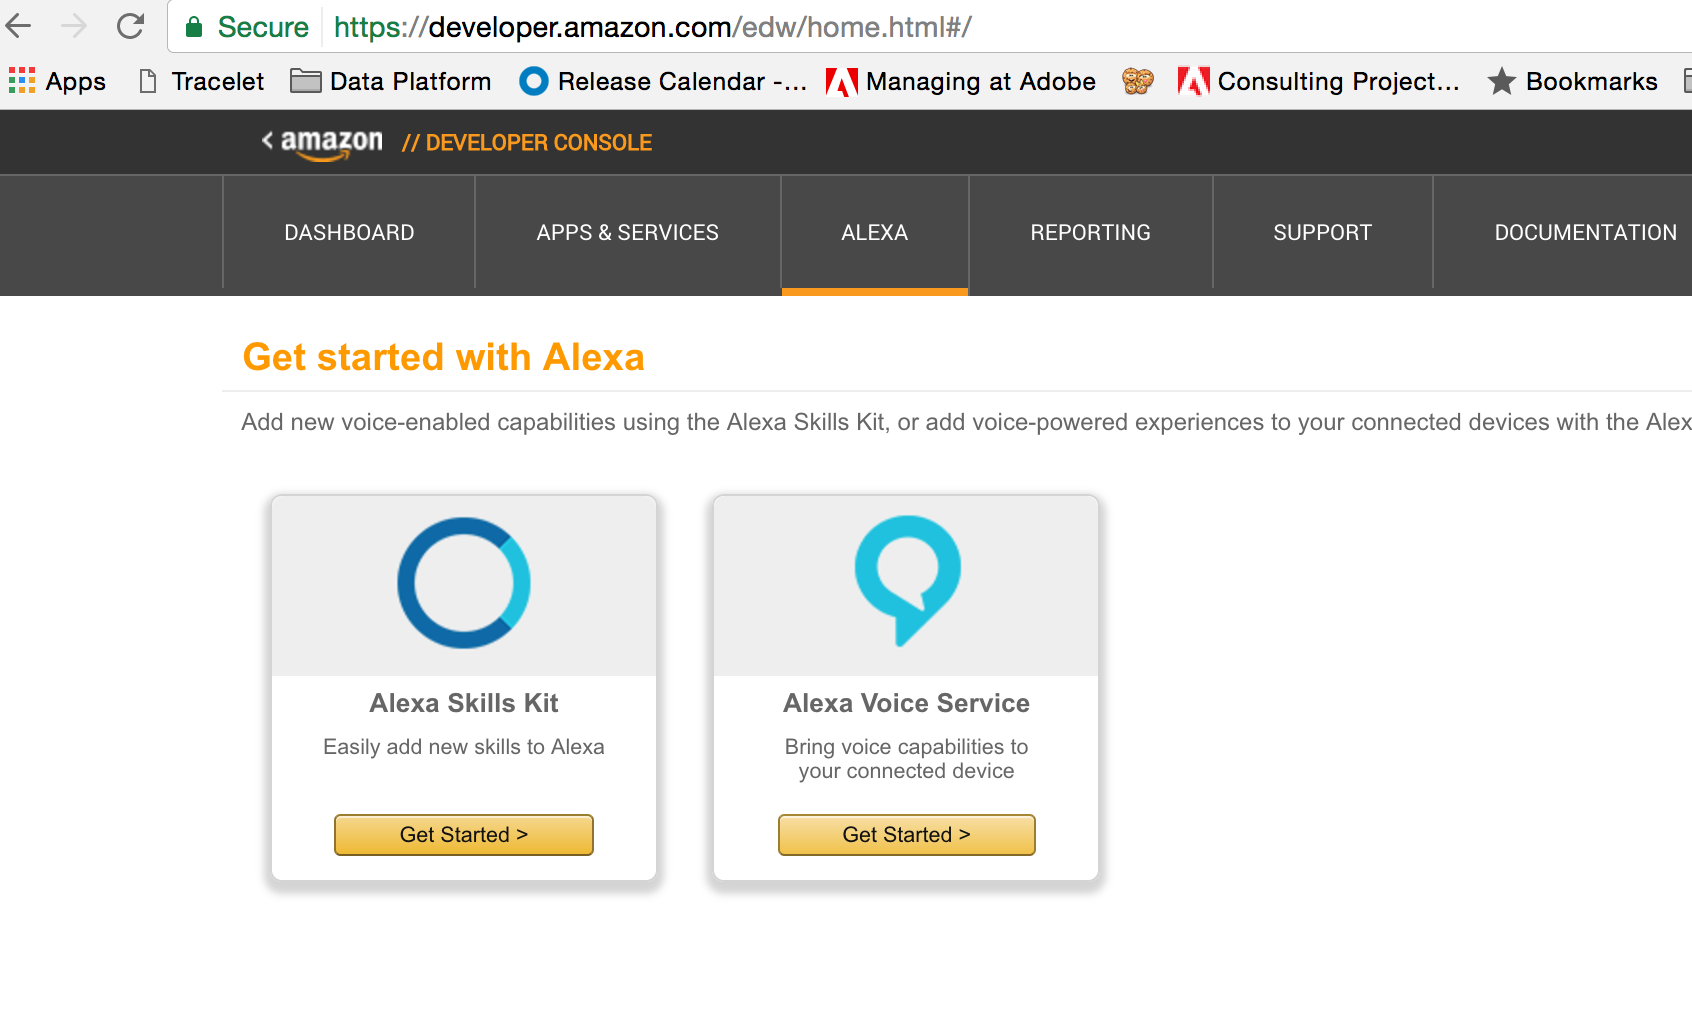 Secure https://developer.amazon.com/edw/home.html#/
Apps Tracelet Data Platform Release Calendar -... Managing at Adobe Consulting Project... Bookmarks
< amazon // DEVELOPER CONSOLE
DASHBOARD APPS & SERVICES ALEXA REPORTING SUPPORT DOCUMENTATION
Get started with Alexa
Add new voice-enabled capabilities using the Alexa Skills Kit, or add voice-powered experiences to your connected devices with the Alex
Alexa Skills Kit
Easily add new skills to Alexa
Get Started >
Alexa Voice Service
Bring voice capabilities to
your connected device
Get Started >